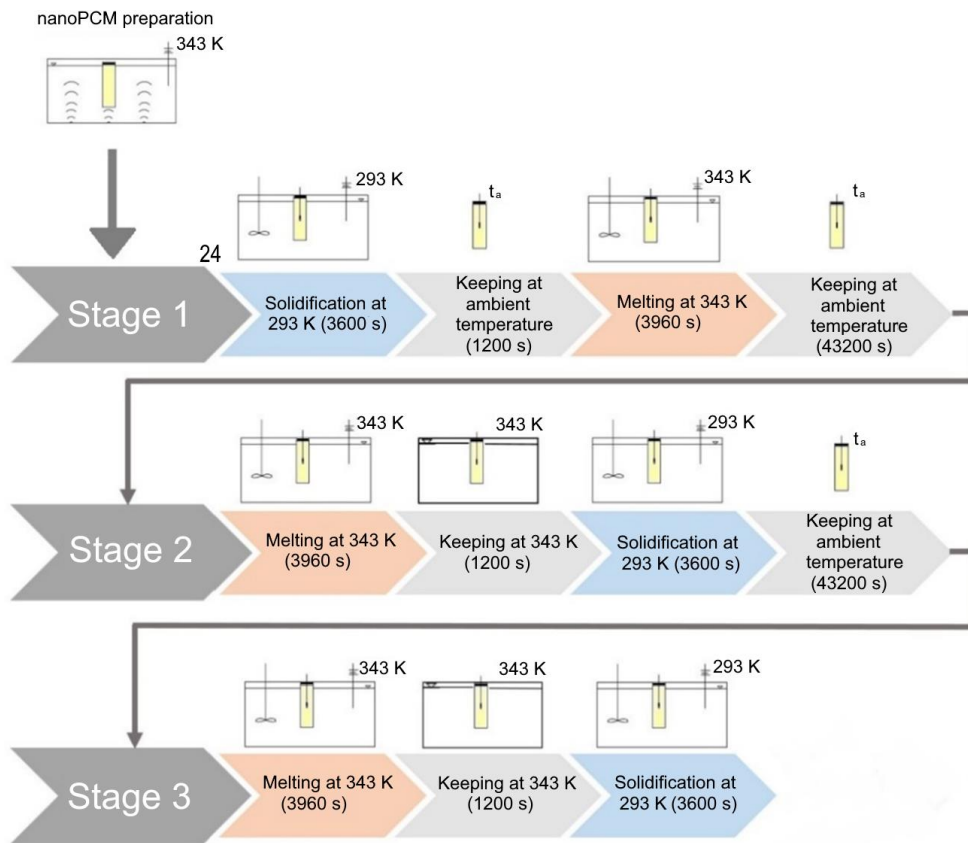 nanoPCM preparation
343 K
293 K
tₐ
343 K
tₐ
24
Stage 1
Solidification at
293 K (3600 s)
Keeping at
ambient
temperature
(1200 s)
Melting at 343 K
(3960 s)
Keeping at
ambient
temperature
(43200 s)
343 K
343 K
293 K
tₐ
Stage 2
Melting at 343 K
(3960 s)
Keeping at 343 K
(1200 s)
Solidification at
293 K (3600 s)
Keeping at
ambient
temperature
(43200 s)
343 K
343 K
293 K
Stage 3
Melting at 343 K
(3960 s)
Keeping at 343 K
(1200 s)
Solidification at
293 K (3600 s)